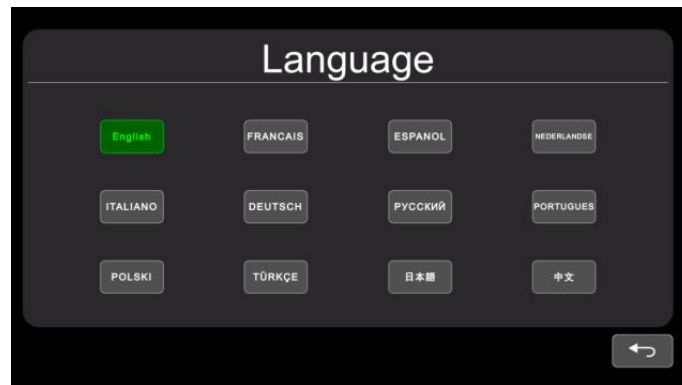 Language
English FRANCAIS ESPANOL NEDERLANDSE
ITALIANO DEUTSCH РУССКИЙ PORTUGUES
POLSKI TÜRKÇE 日本語 中文